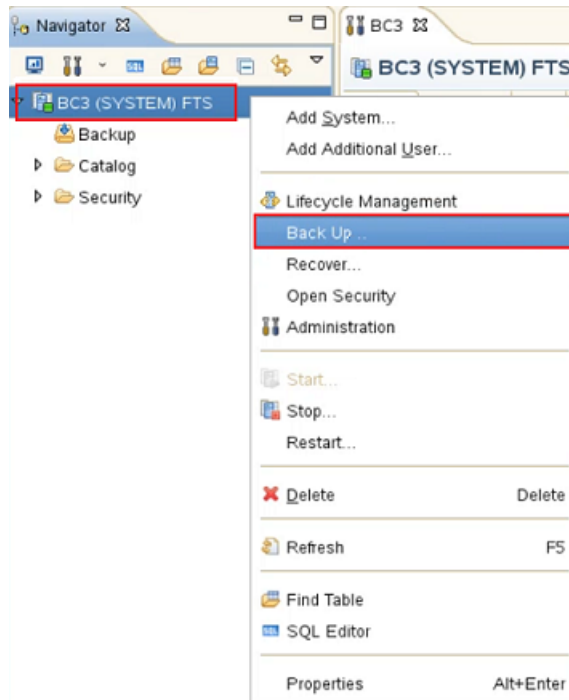 Navigator
BC3
SQL
BC3 (SYSTEM) FTS
BC3 (SYSTEM) FTS
Backup
Catalog
Security
Add System...
Add Additional User...
Lifecycle Management
Back Up ..
Recover...
Open Security
Administration
Start...
Stop...
Restart...
Delete Delete
Refresh F5
Find Table
SQL SQL Editor
Properties Alt+Enter